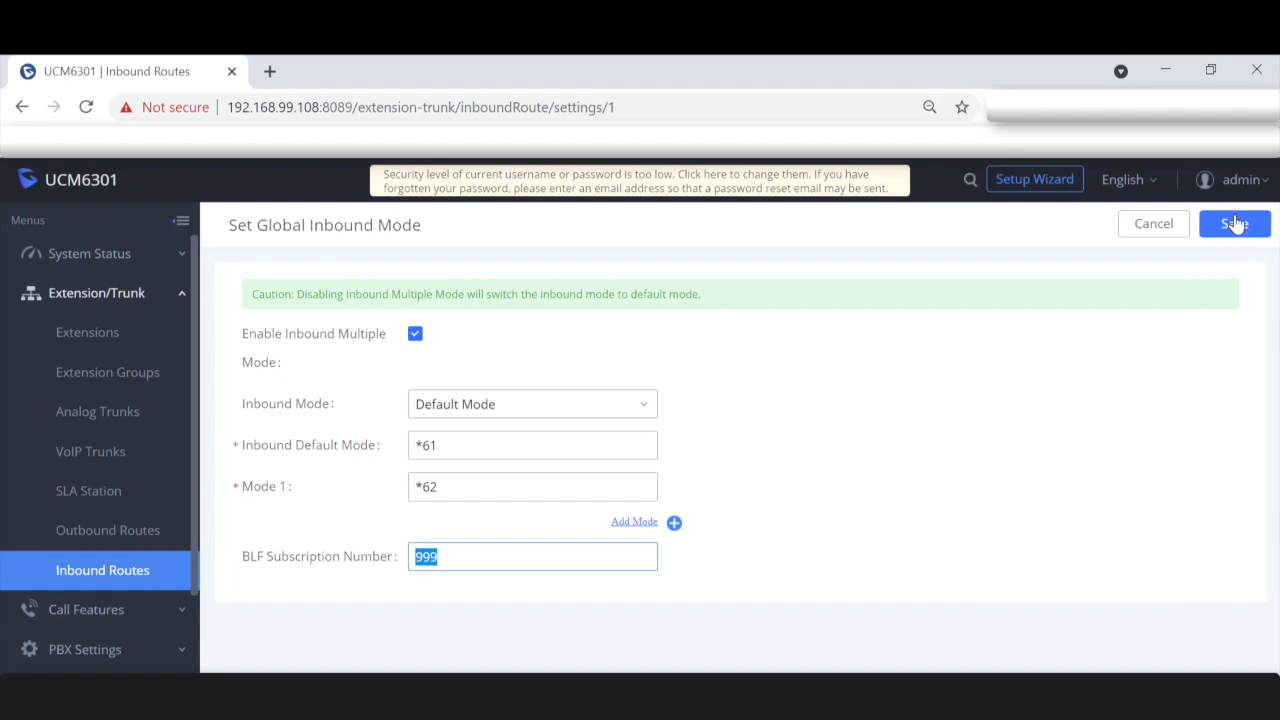 UCM6301 | Inbound Routes
Not secure | 192.168.99.108:8089/extension-trunk/inboundRoute/settings/1
UCM6301
Security level of current username or password is too low. Click here to change them. If you have
forgotten your password, please enter an email address so that a password reset email may be sent.
Setup Wizard
English
admin
Menus
System Status
Extension/Trunk
Extensions
Extension Groups
Analog Trunks
VoIP Trunks
SLA Station
Outbound Routes
Inbound Routes
Call Features
PBX Settings
Set Global Inbound Mode
Cancel
Save
Caution: Disabling Inbound Multiple Mode will switch the inbound mode to default mode.
Enable Inbound Multiple
Mode:
Inbound Mode: Default Mode
* Inbound Default Mode: *61
* Mode 1: *62
Add Mode
BLF Subscription Number: 999